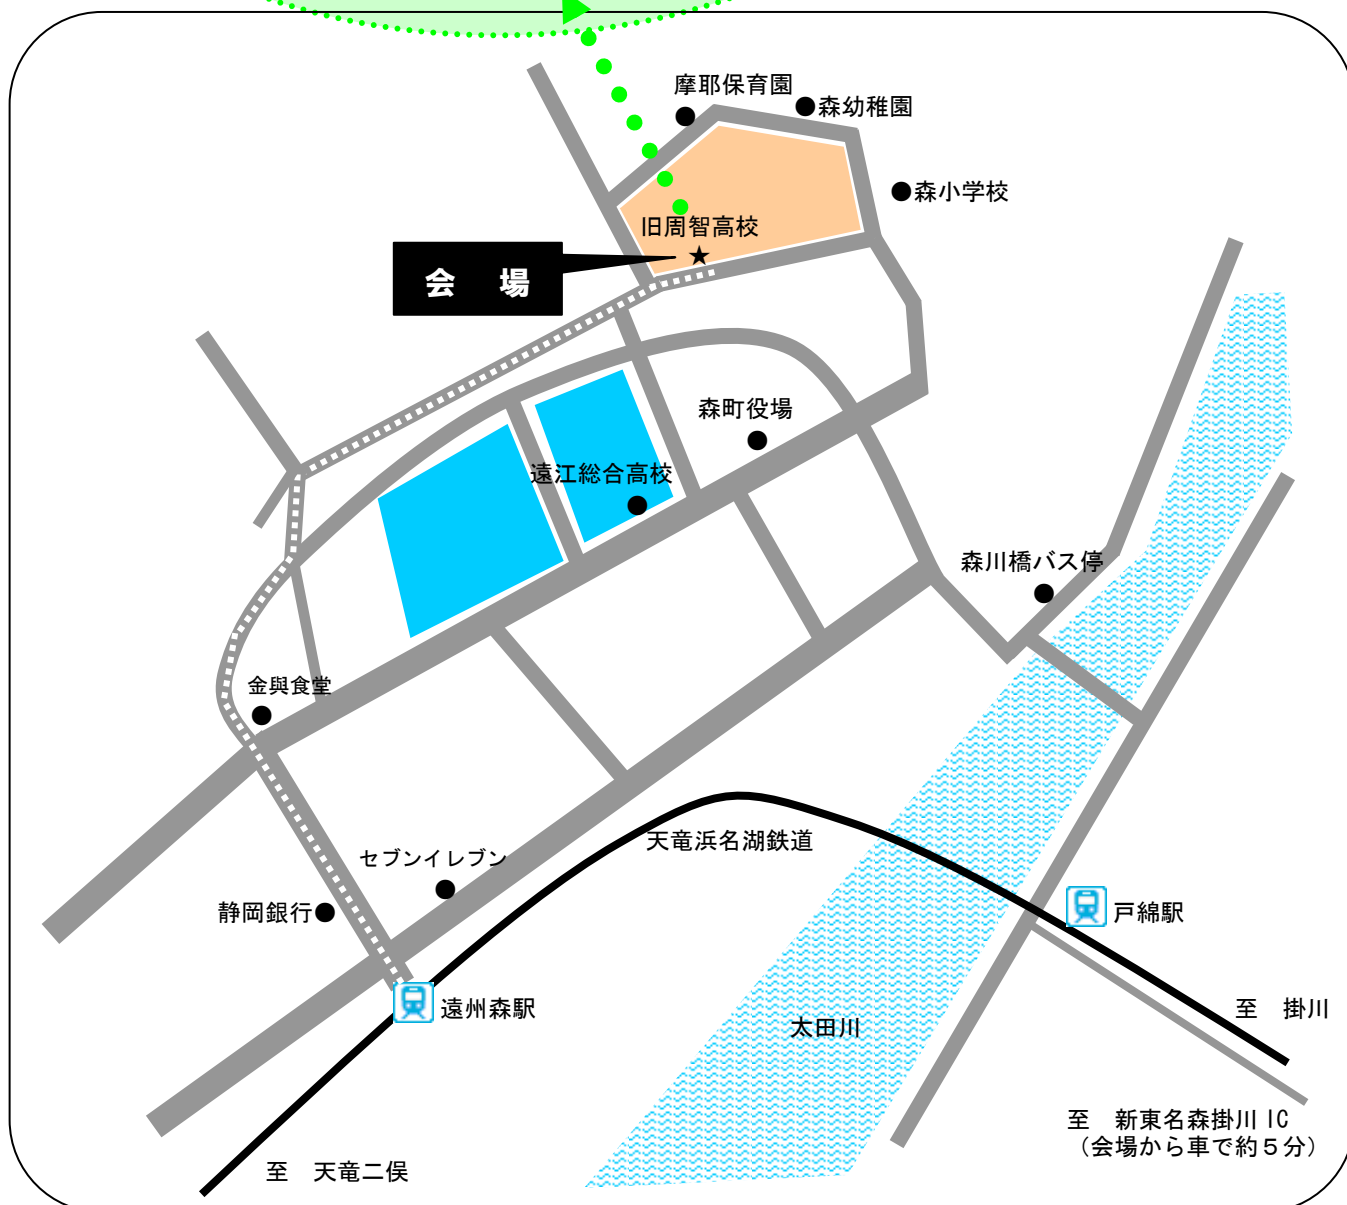 摩耶保育園
森幼稚園
森小学校
旧周智高校
★
会　場
森町役場
遠江総合高校
森川橋バス停
金與食堂
天竜浜名湖鉄道
セブンイレブン
静岡銀行
戸綿駅
遠州森駅
至　掛川
太田川
至　新東名森掛川IC
（会場から車で約５分）
至　天竜二俣